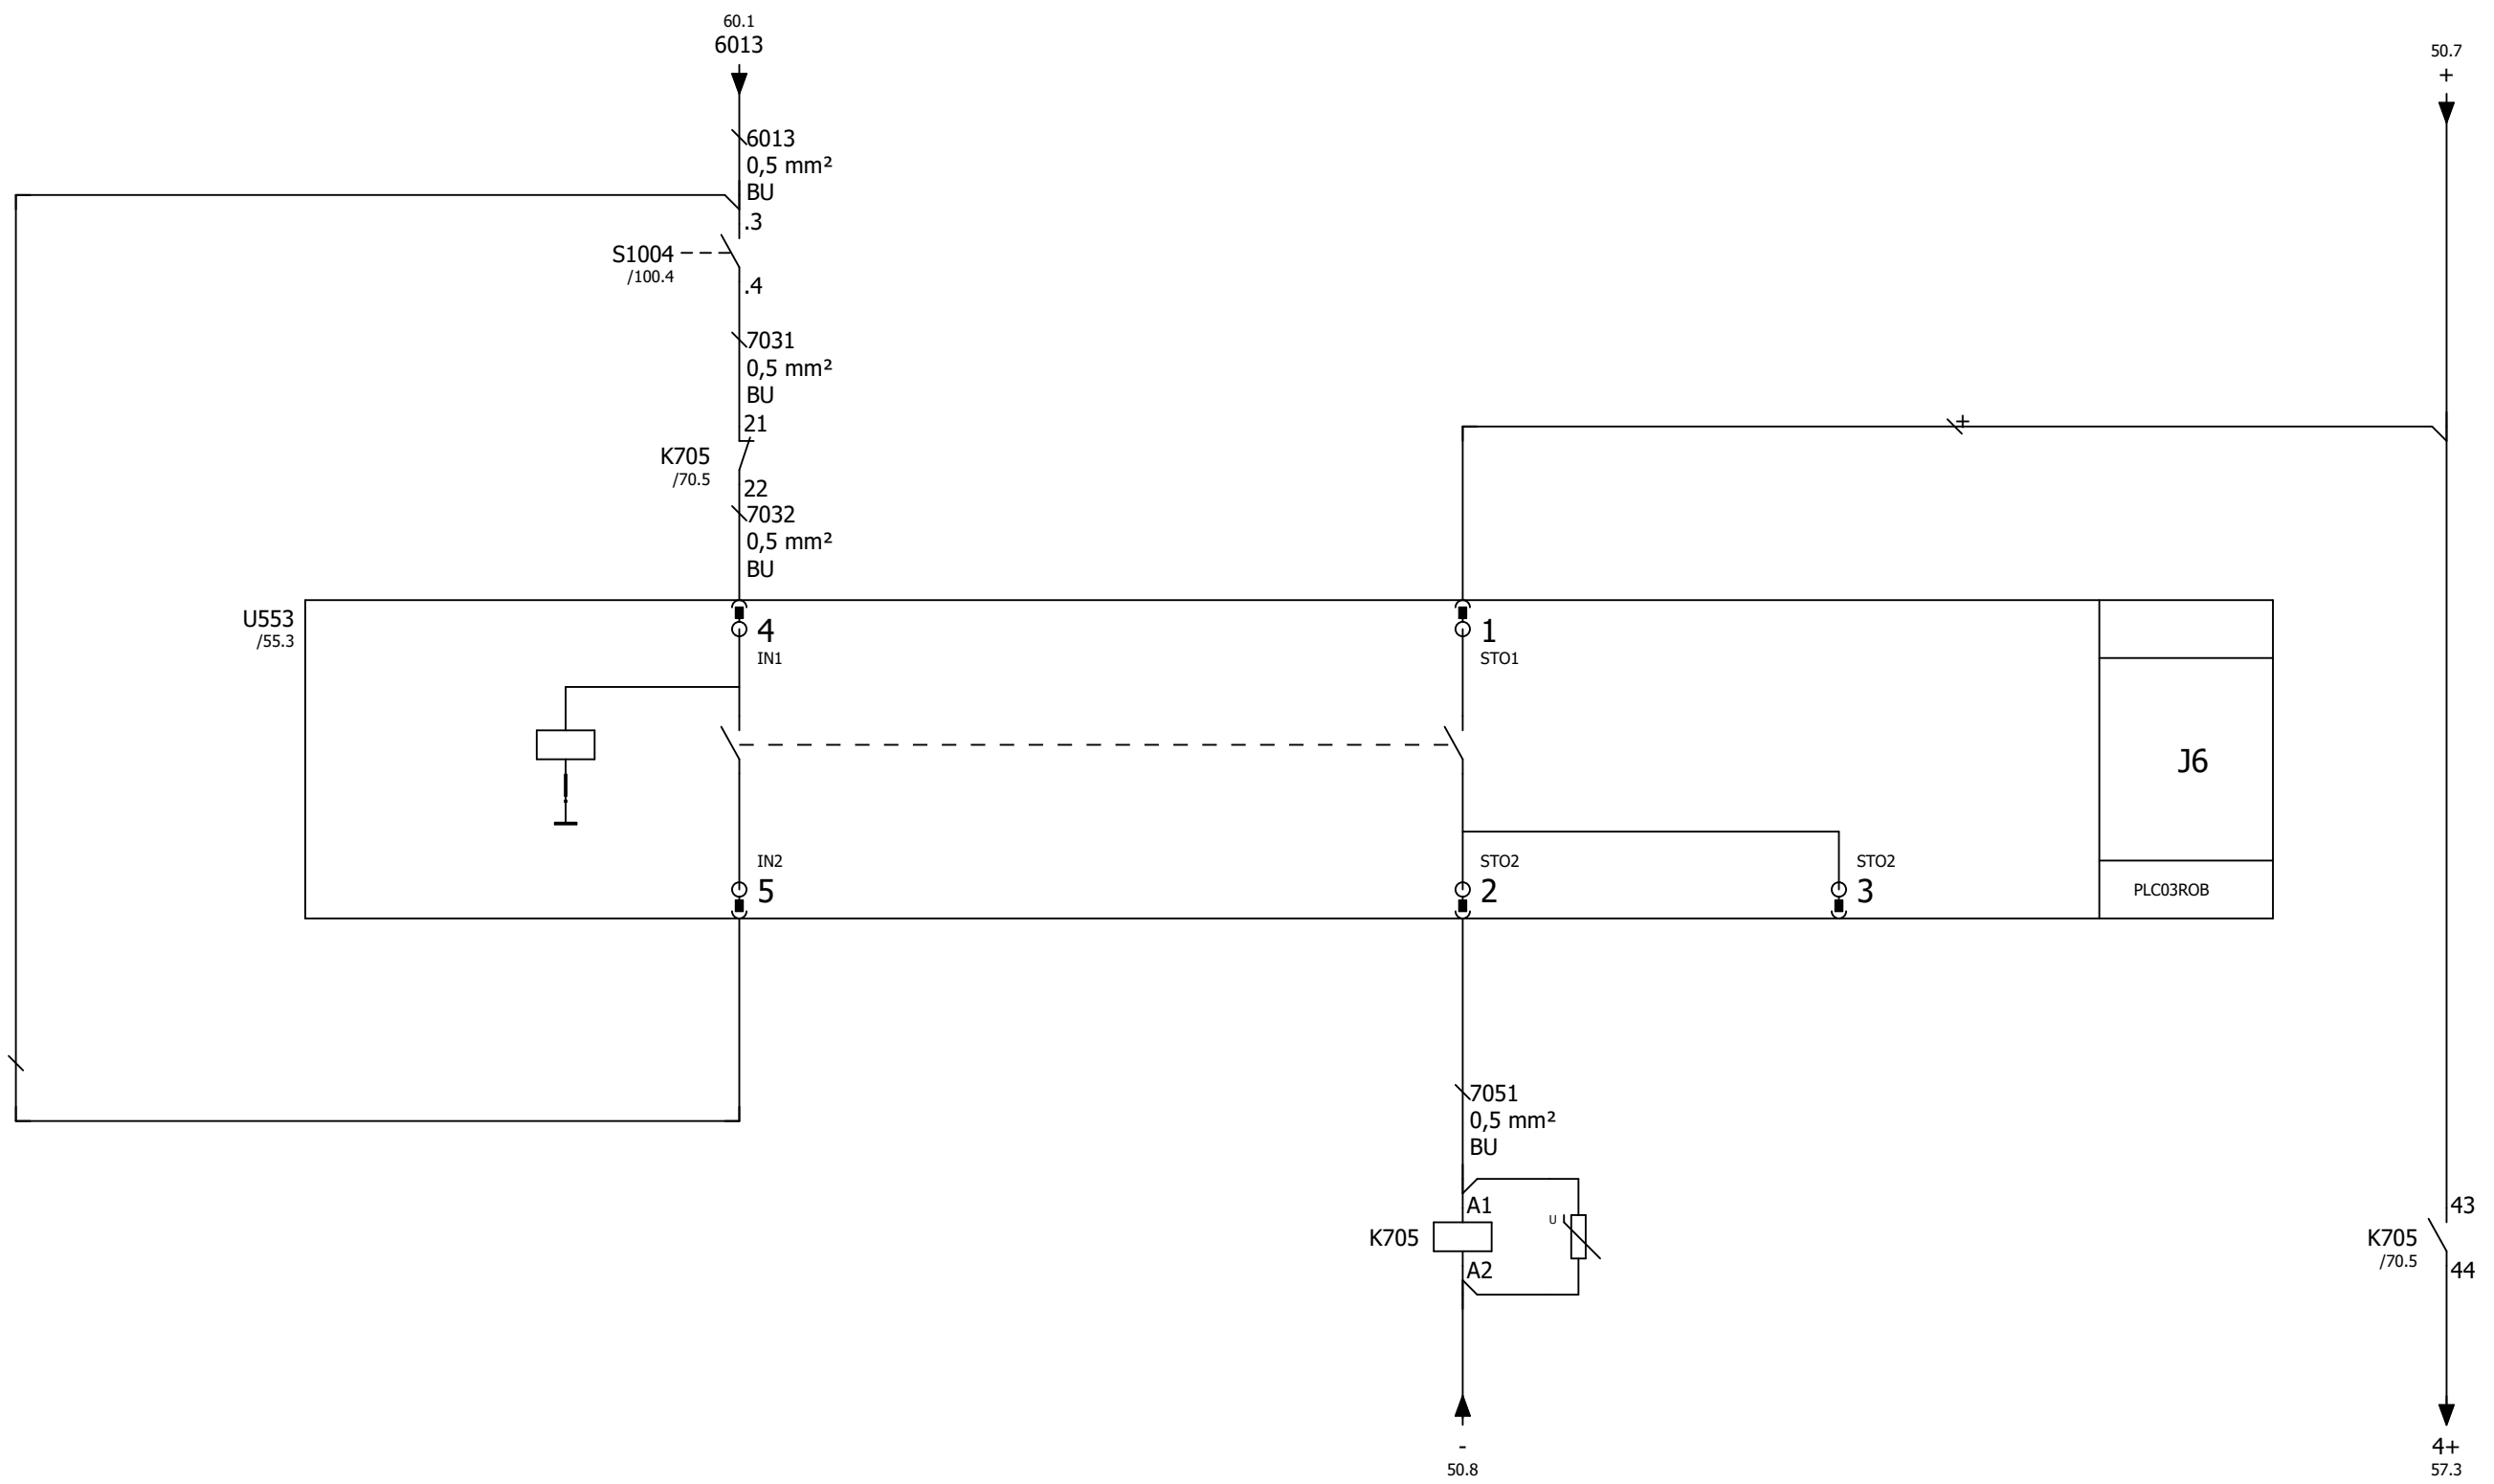 60.1
6013
50.7
+
6013
0,5 mm²
BU
.3
S1004
/100.4
.4
7031
0,5 mm²
BU
21
K705
/70.5
22
+
7032
0,5 mm²
BU
U553
/55.3
4
IN1
1
STO1
J6
IN2
5
STO2
2
STO2
3
PLC03ROB
7051
0,5 mm²
BU
A1
K705
A2
U
43
K705
/70.5
44
-
50.8
4+
57.3